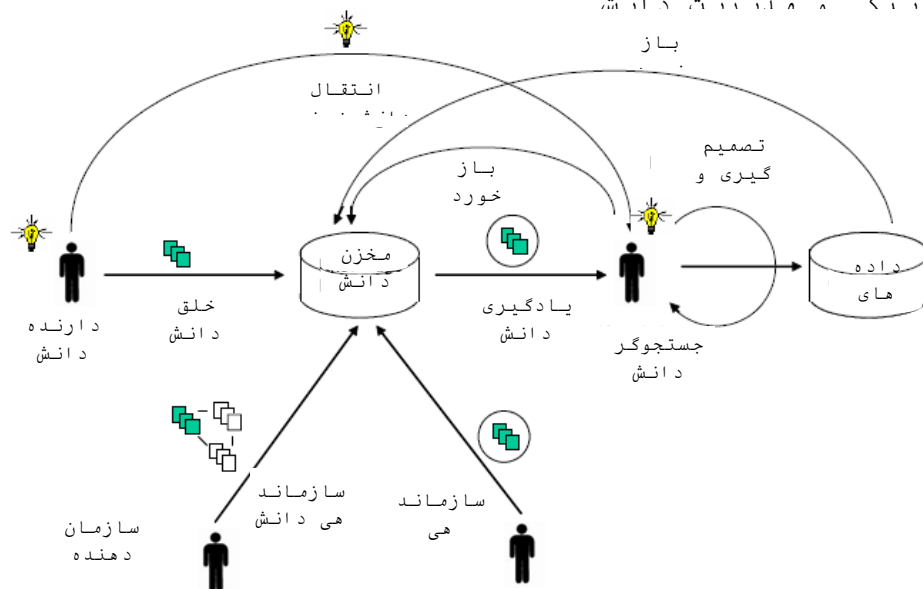 باز
انتقال
تصمیم
گیری و
باز
خورد
مخزن
دانش
داده
های
خلق
دانش
یادگیری
دانش
دارنده
دانش
جستجوگر
دانش
سازماند
هی دانش
سازماند
هی
سازمان
دهنده